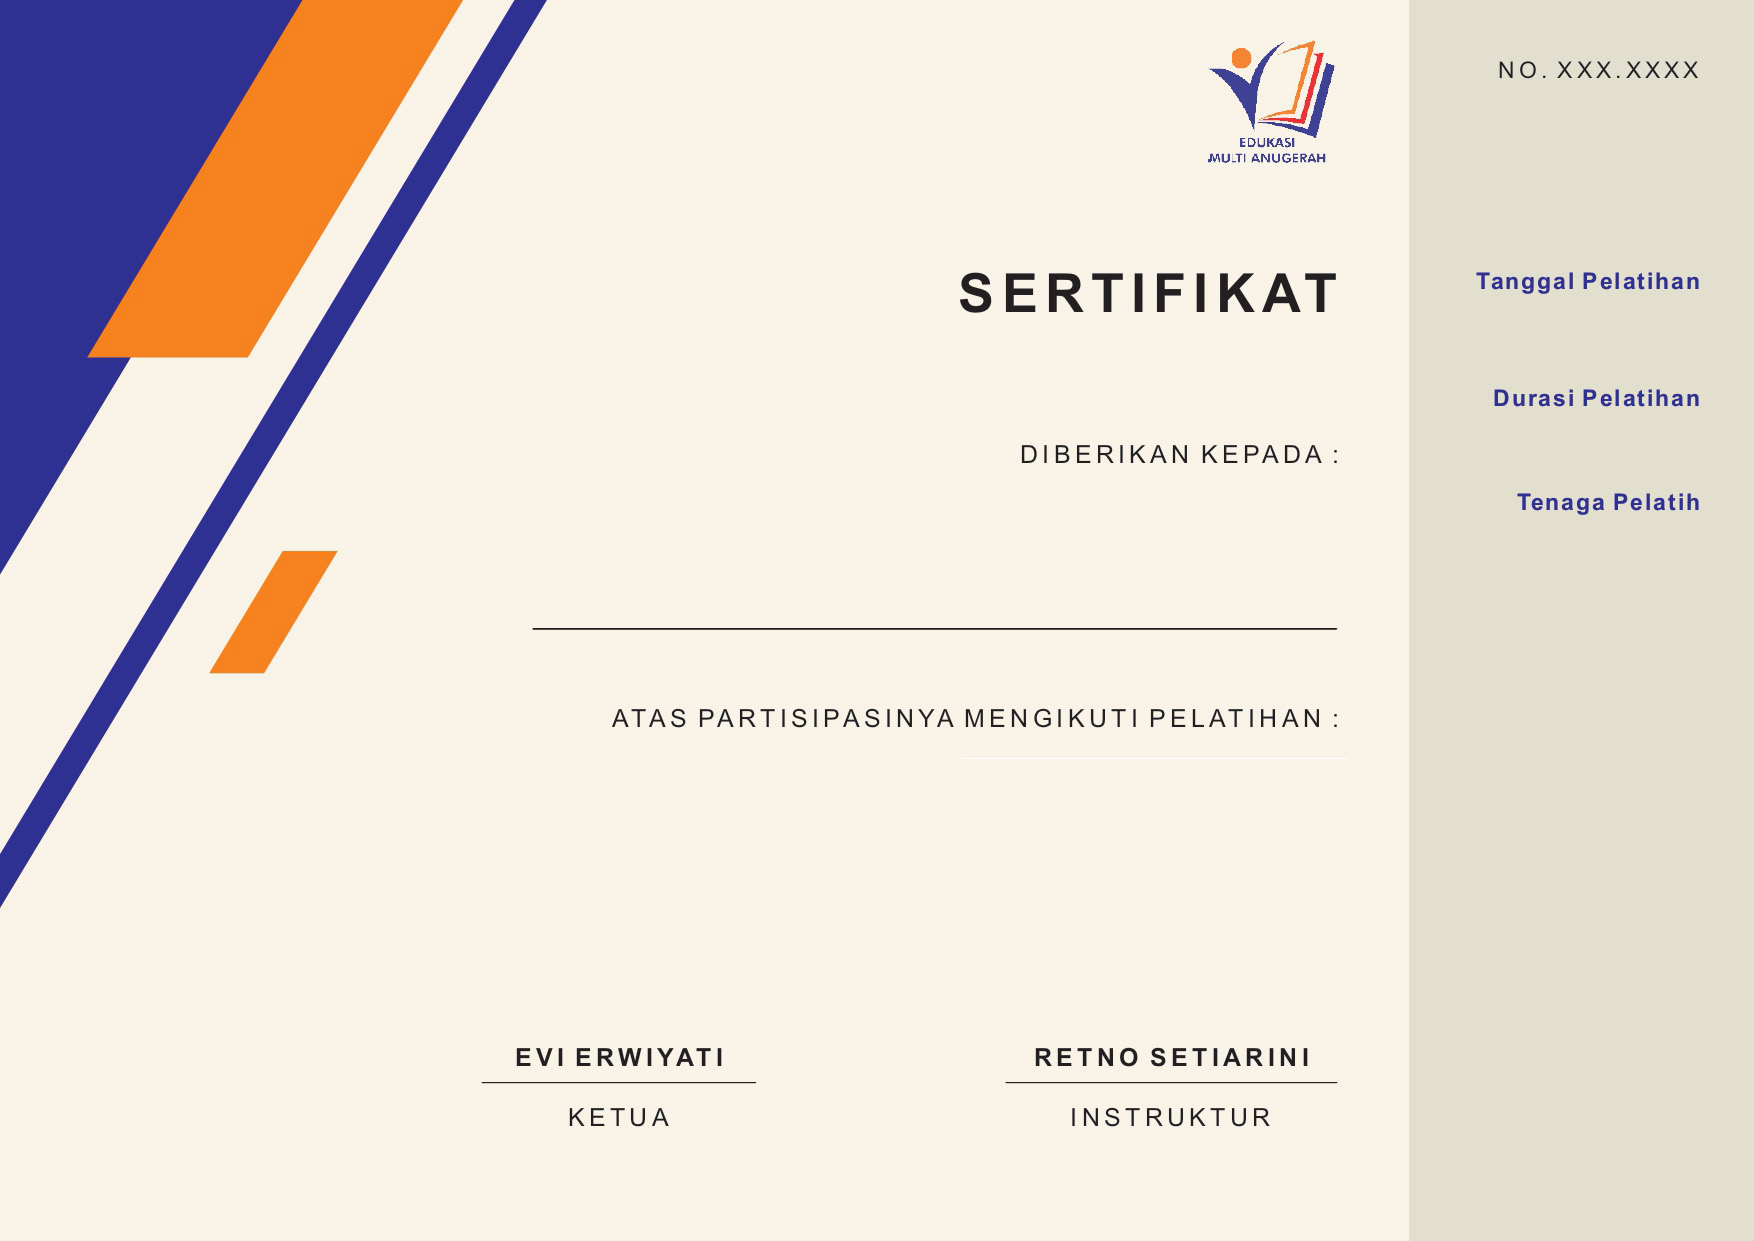 EDUKASI
MULTI ANUGERAH
NO. XXX.XXXX
SERTIFIKAT
Tanggal Pelatihan
Durasi Pelatihan
DIBERIKAN KEPADA :
Tenaga Pelatih
ATAS PARTISIPASINYA MENGIKUTI PELATIHAN :
EVI ERWIYATI
KETUA
RETNO SETIARINI
INSTRUKTUR